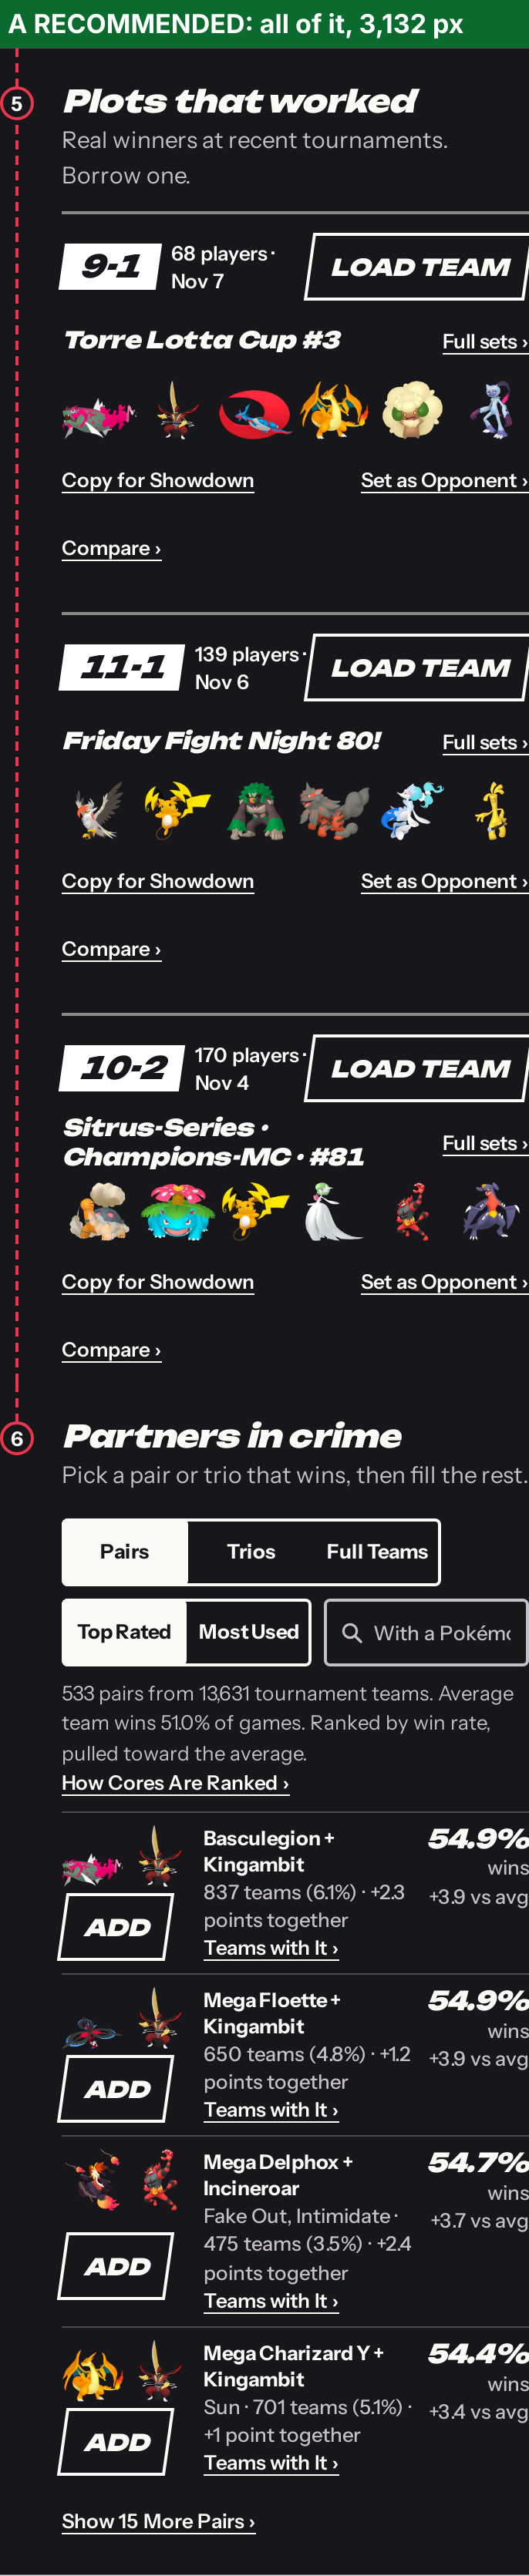 A RECOMMENDED: all of it, 3,132 px
5
Plots that worked
Real winners at recent tournaments.
Borrow one.
9-1
68 players ·
Nov 7
LOAD TEAM
Torre Lotta Cup #3
Full sets ›
Copy for Showdown
Set as Opponent ›
Compare ›
11-1
139 players ·
Nov 6
LOAD TEAM
Friday Fight Night 80!
Full sets ›
Copy for Showdown
Set as Opponent ›
Compare ›
10-2
170 players ·
Nov 4
LOAD TEAM
Sitrus-Series ·
Champions-MC · #81
Full sets ›
Copy for Showdown
Set as Opponent ›
Compare ›
6
Partners in crime
Pick a pair or trio that wins, then fill the rest.
Pairs
Trios
Full Teams
Top Rated
Most Used
With a Pokémo
533 pairs from 13,631 tournament teams. Average
team wins 51.0% of games. Ranked by win rate,
pulled toward the average.
How Cores Are Ranked ›
Basculegion +
Kingambit
837 teams (6.1%) · +2.3
points together
Teams with It ›
54.9%
wins
+3.9 vs avg
ADD
Mega Floette +
Kingambit
650 teams (4.8%) · +1.2
points together
Teams with It ›
54.9%
wins
+3.9 vs avg
ADD
Mega Delphox +
Incineroar
Fake Out, Intimidate ·
475 teams (3.5%) · +2.4
points together
Teams with It ›
54.7%
wins
+3.7 vs avg
ADD
Mega Charizard Y +
Kingambit
Sun · 701 teams (5.1%) ·
+1 point together
Teams with It ›
54.4%
wins
+3.4 vs avg
ADD
Show 15 More Pairs ›